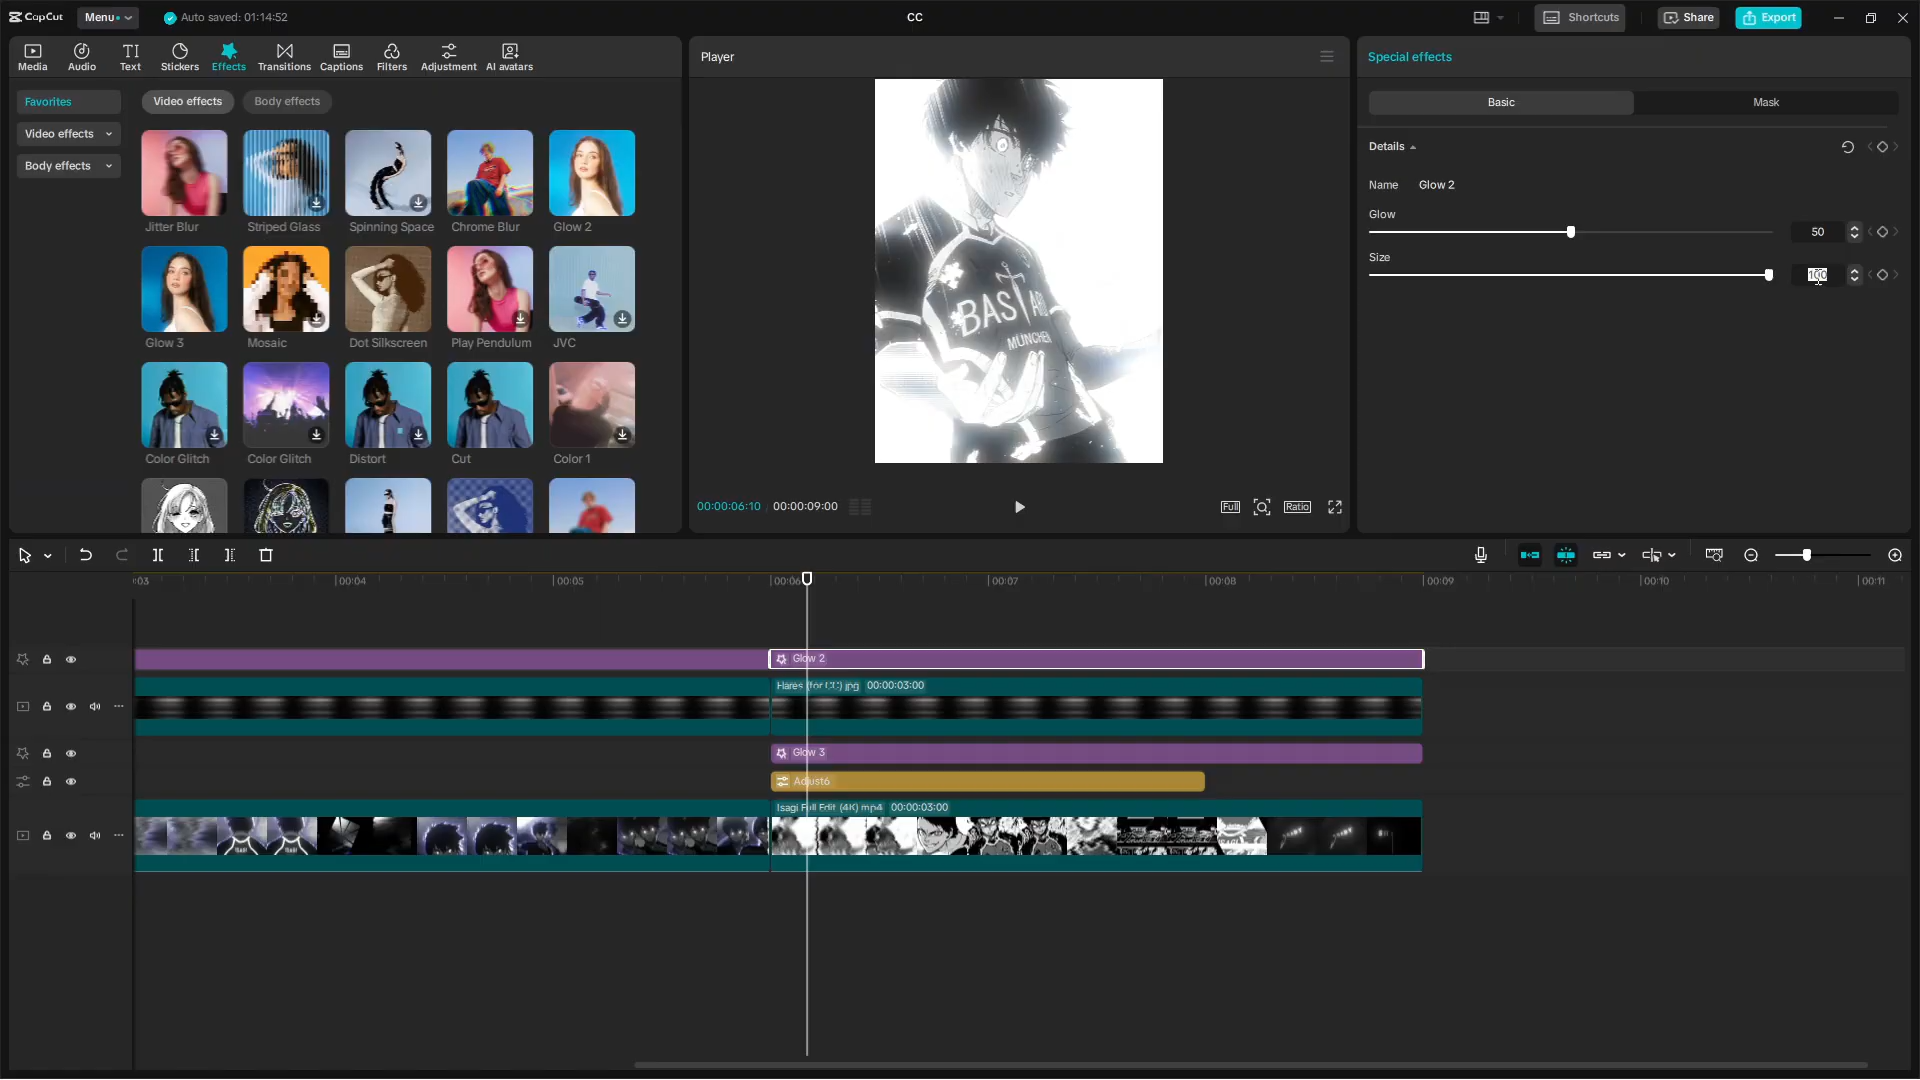 CapCut
Menu
Auto saved: 01:14:52
CC
Shortcuts
Share
Export
Media
Audio
Text
Stickers
Effects
Transitions
Captions
Filters
Adjustment
AI avatars
Player
Special effects
Favorites
Video effects
Body effects
Video effects
Body effects
Basic
Mask
Details
Name
Glow 2
Glow
50
Size
100
Jitter Blur
Striped Glass
Spinning Space
Chrome Blur
Glow 2
Glow 3
Mosaic
Dot Silkscreen
Play Pendulum
JVC
Color Glitch
Color Glitch
Distort
Cut
Color 1
BASTARD
MÜNCHEN
00:00:06:10
00:00:09:00
Full
Ratio
00:04
00:05
00:06
00:07
00:08
00:09
00:10
00:11
Glow 2
Flares (for CC).jpg 00:00:03:00
Glow 3
Adjust6
Isagi Full Edit (4K).mp4 00:00:03:00